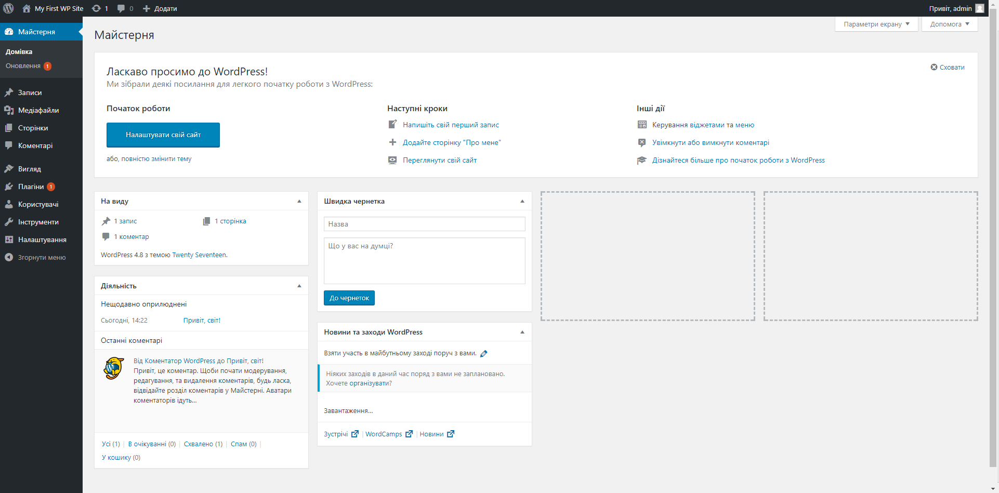 My First WP Site 1 0 Додати
Привіт, admin
Майстерня
Домівка
Оновлення 1
Записи
Медіафайли
Сторінки
Коментарі
Вигляд
Плагіни 1
Користувачі
Інструменти
Налаштування
Згорнути меню
Параметри екрану
Допомога
Майстерня
Ласкаво просимо до WordPress!
Сховати
Ми зібрали деякі посилання для легкого початку роботи з WordPress:
Початок роботи
Налаштувати свій сайт
або, повністю змінити тему
Наступні кроки
Напишіть свій перший запис
Додайте сторінку "Про мене"
Переглянути свій сайт
Інші дії
Керування віджетами та меню
Увімкнути або вимкнути коментарі
Дізнайтеся більше про початок роботи з WordPress
На виду
1 запис
1 сторінка
1 коментар
WordPress 4.8 з темою Twenty Seventeen.
Діяльність
Нещодавно оприлюднені
Сьогодні, 14:22 Привіт, світ!
Останні коментарі
Від Коментатор WordPress до Привіт, світ!
Привіт, це коментар. Щоби почати модерування,
редагування, та видалення коментарів, будь ласка,
відвідайте розділ коментарів у Майстерні. Аватари
коментаторів ідуть…
Усі (1) | В очікуванні (0) | Схвалено (1) | Спам (0) |
У кошику (0)
Швидка чернетка
Назва
Що у вас на думці?
До чернеток
Новини та заходи WordPress
Взяти участь в майбутньому заході поруч з вами.
Ніяких заходів в даний час поряд з вами не заплановано.
Хочете організувати?
Завантаження…
Зустрічі | WordCamps | Новини